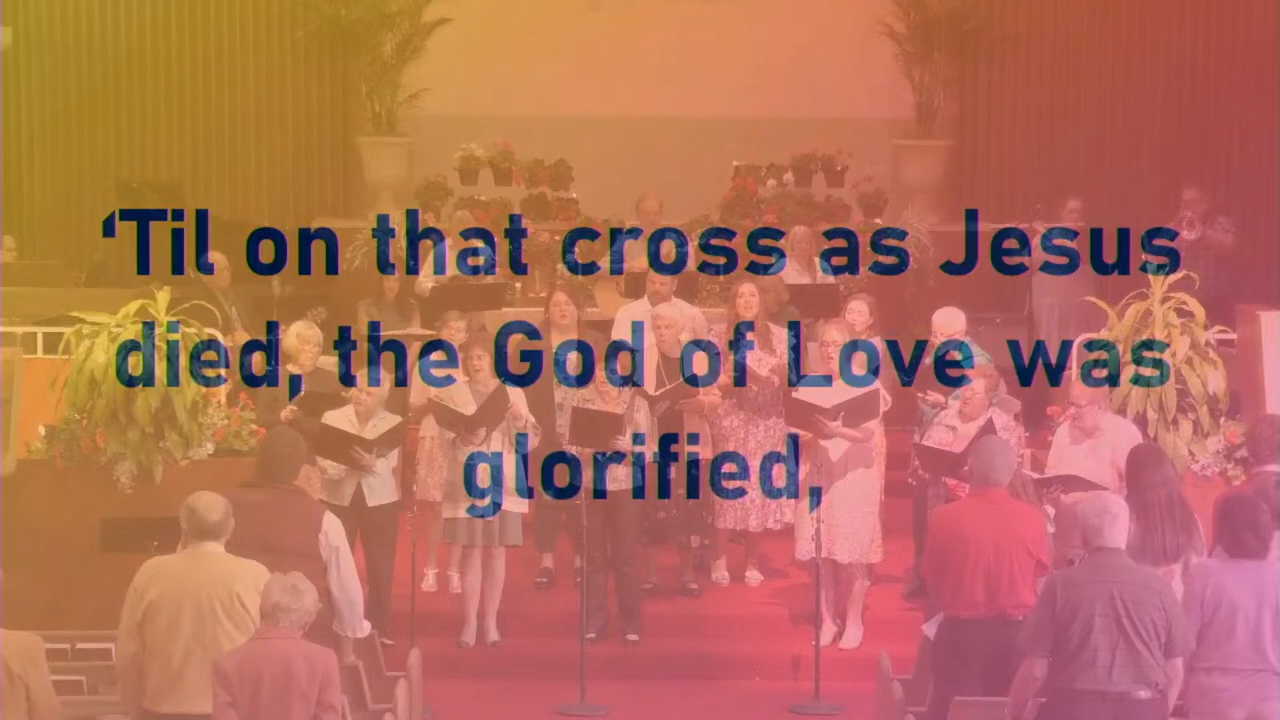 ‘Til on that cross as Jesus
died, the God of Love was
glorified,